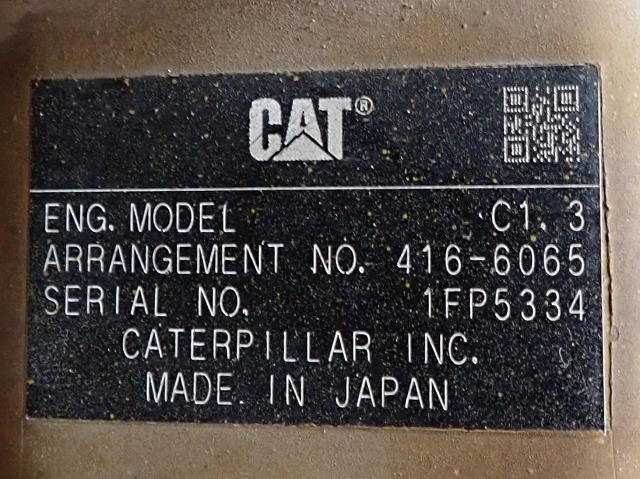 CAT®
ENG. MODEL C1.3
ARRANGEMENT NO. 416-6065
SERIAL NO. 1FP5334
CATERPILLAR INC.
MADE IN JAPAN